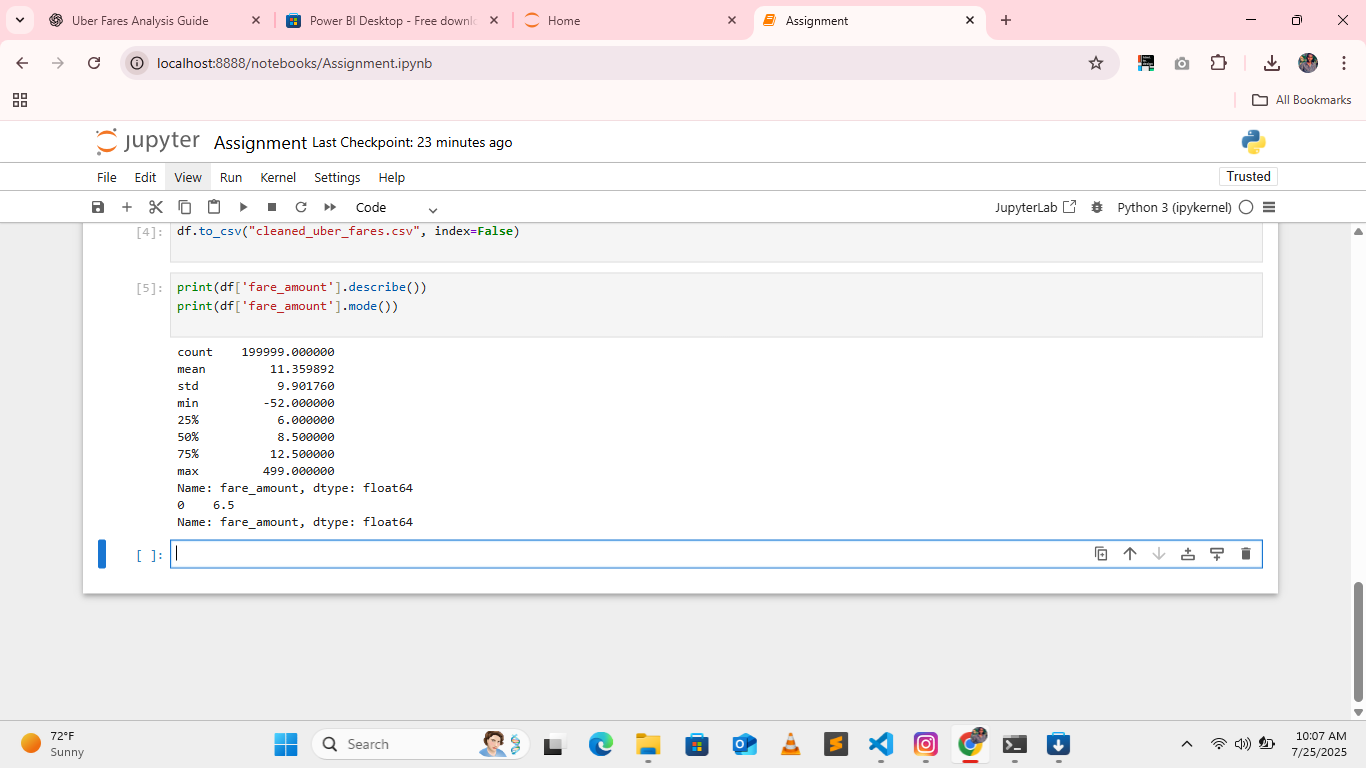 Uber Fares Analysis Guide
Power BI Desktop - Free downlo
Home
Assignment
localhost:8888/notebooks/Assignment.ipynb
All Bookmarks
jupyter Assignment Last Checkpoint: 23 minutes ago
File Edit View Run Kernel Settings Help
Trusted
Code
JupyterLab
Python 3 (ipykernel)
[4]: df.to_csv("cleaned_uber_fares.csv", index=False)
[5]: print(df['fare_amount'].describe())
print(df['fare_amount'].mode())
count 199999.000000
mean 11.359892
std 9.901760
min -52.000000
25% 6.000000
50% 8.500000
75% 12.500000
max 499.000000
Name: fare_amount, dtype: float64
0 6.5
Name: fare_amount, dtype: float64
[ ]:
72°F
Sunny
Search
10:07 AM
7/25/2025